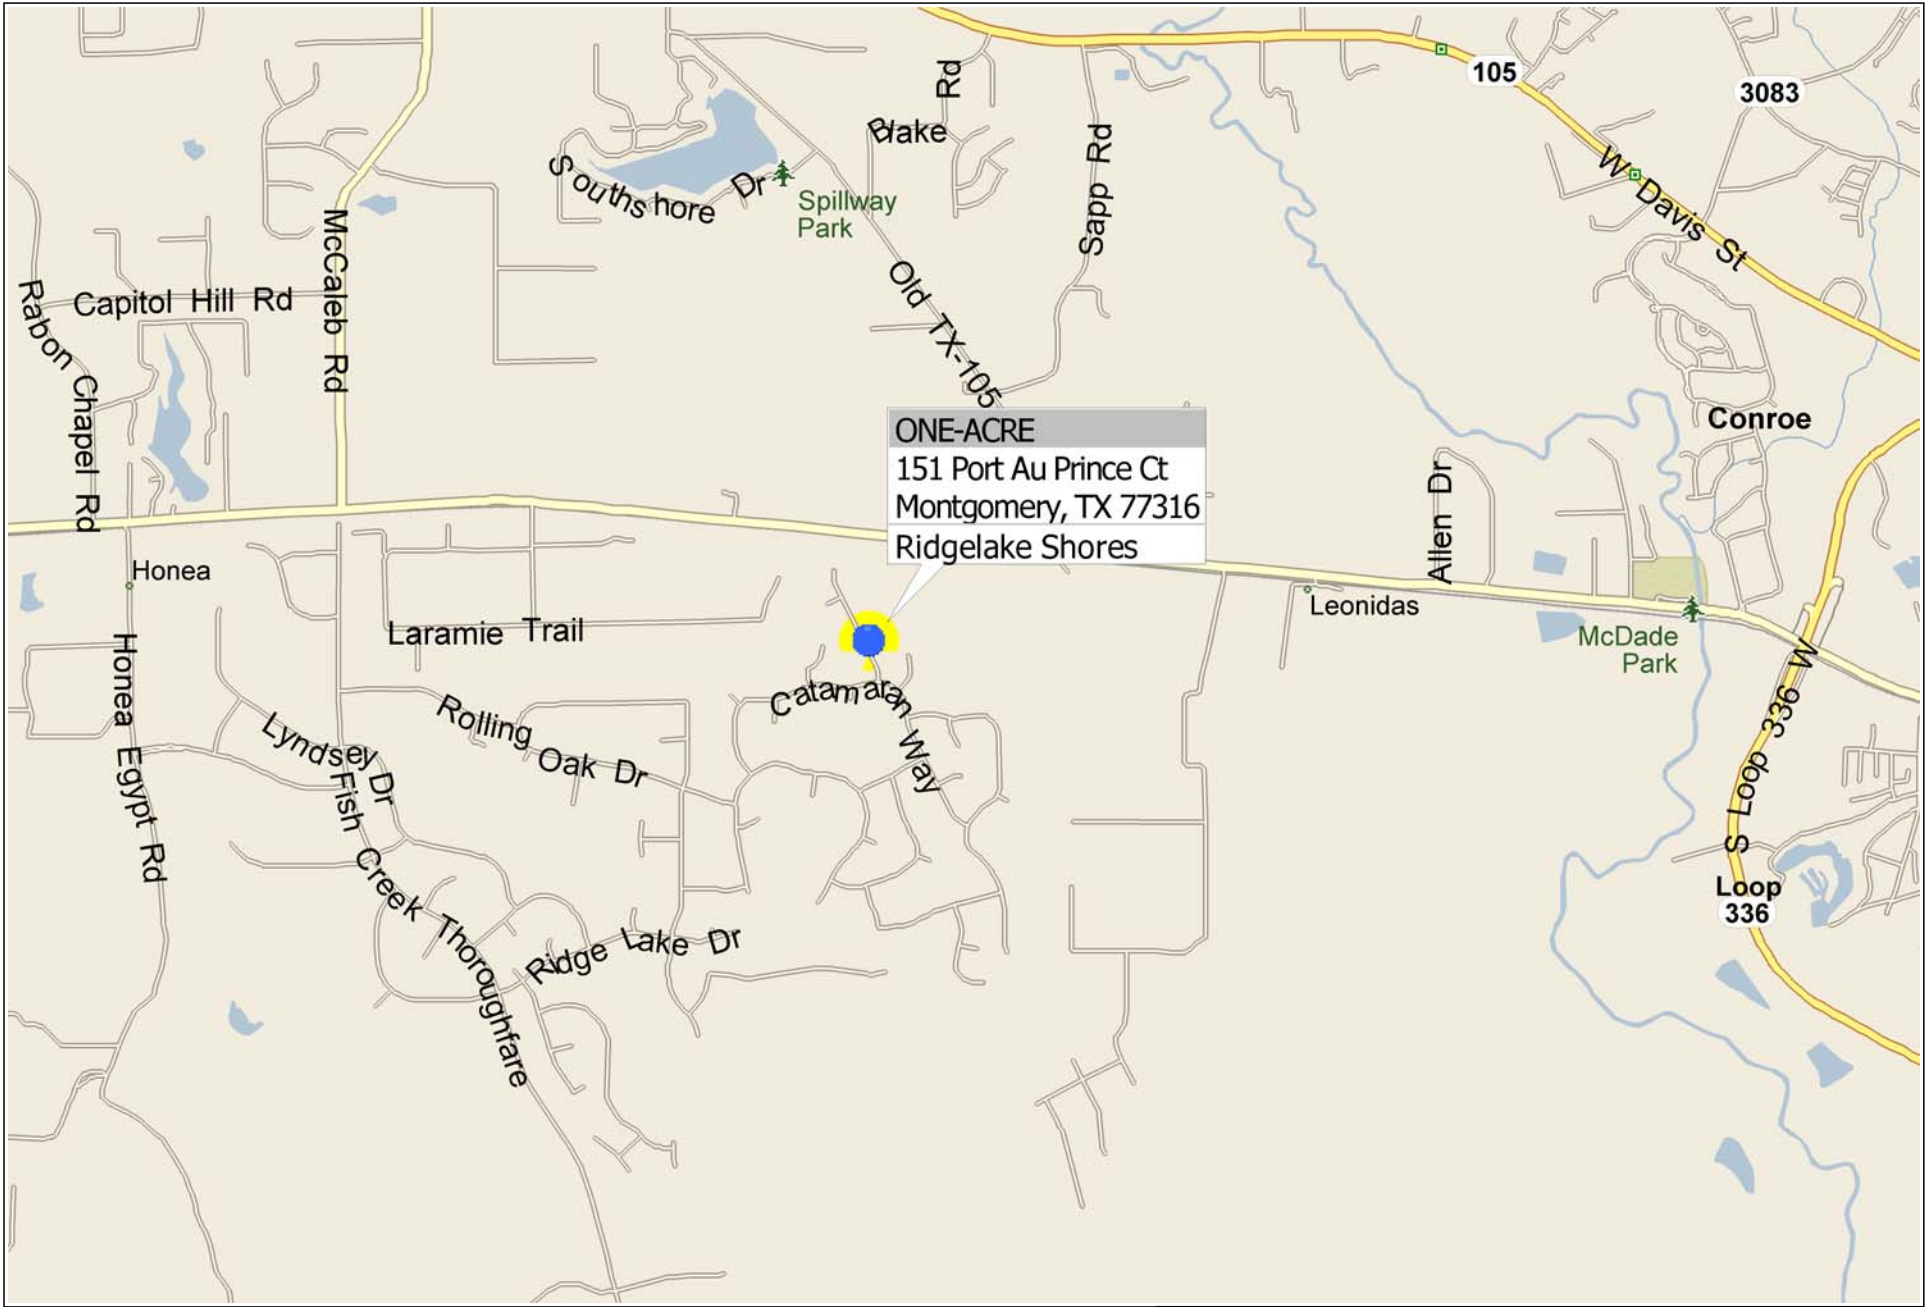 105
3083
Blake Rd
Southshore Dr
Spillway
Park
Sapp Rd
W Davis St
McCaleb Rd
Capitol Hill Rd
Rabon Chapel Rd
Old TX-105
Conroe
ONE-ACRE
151 Port Au Prince Ct
Montgomery, TX 77316
Ridgelake Shores
Allen Dr
Honea
Leonidas
Laramie Trail
McDade
Park
Honea Egypt Rd
Catamaran Way
Rolling Oak Dr
Lyndsey Dr
S Loop 336 W
Fish Creek Thoroughfare
Loop
336
Ridge Lake Dr